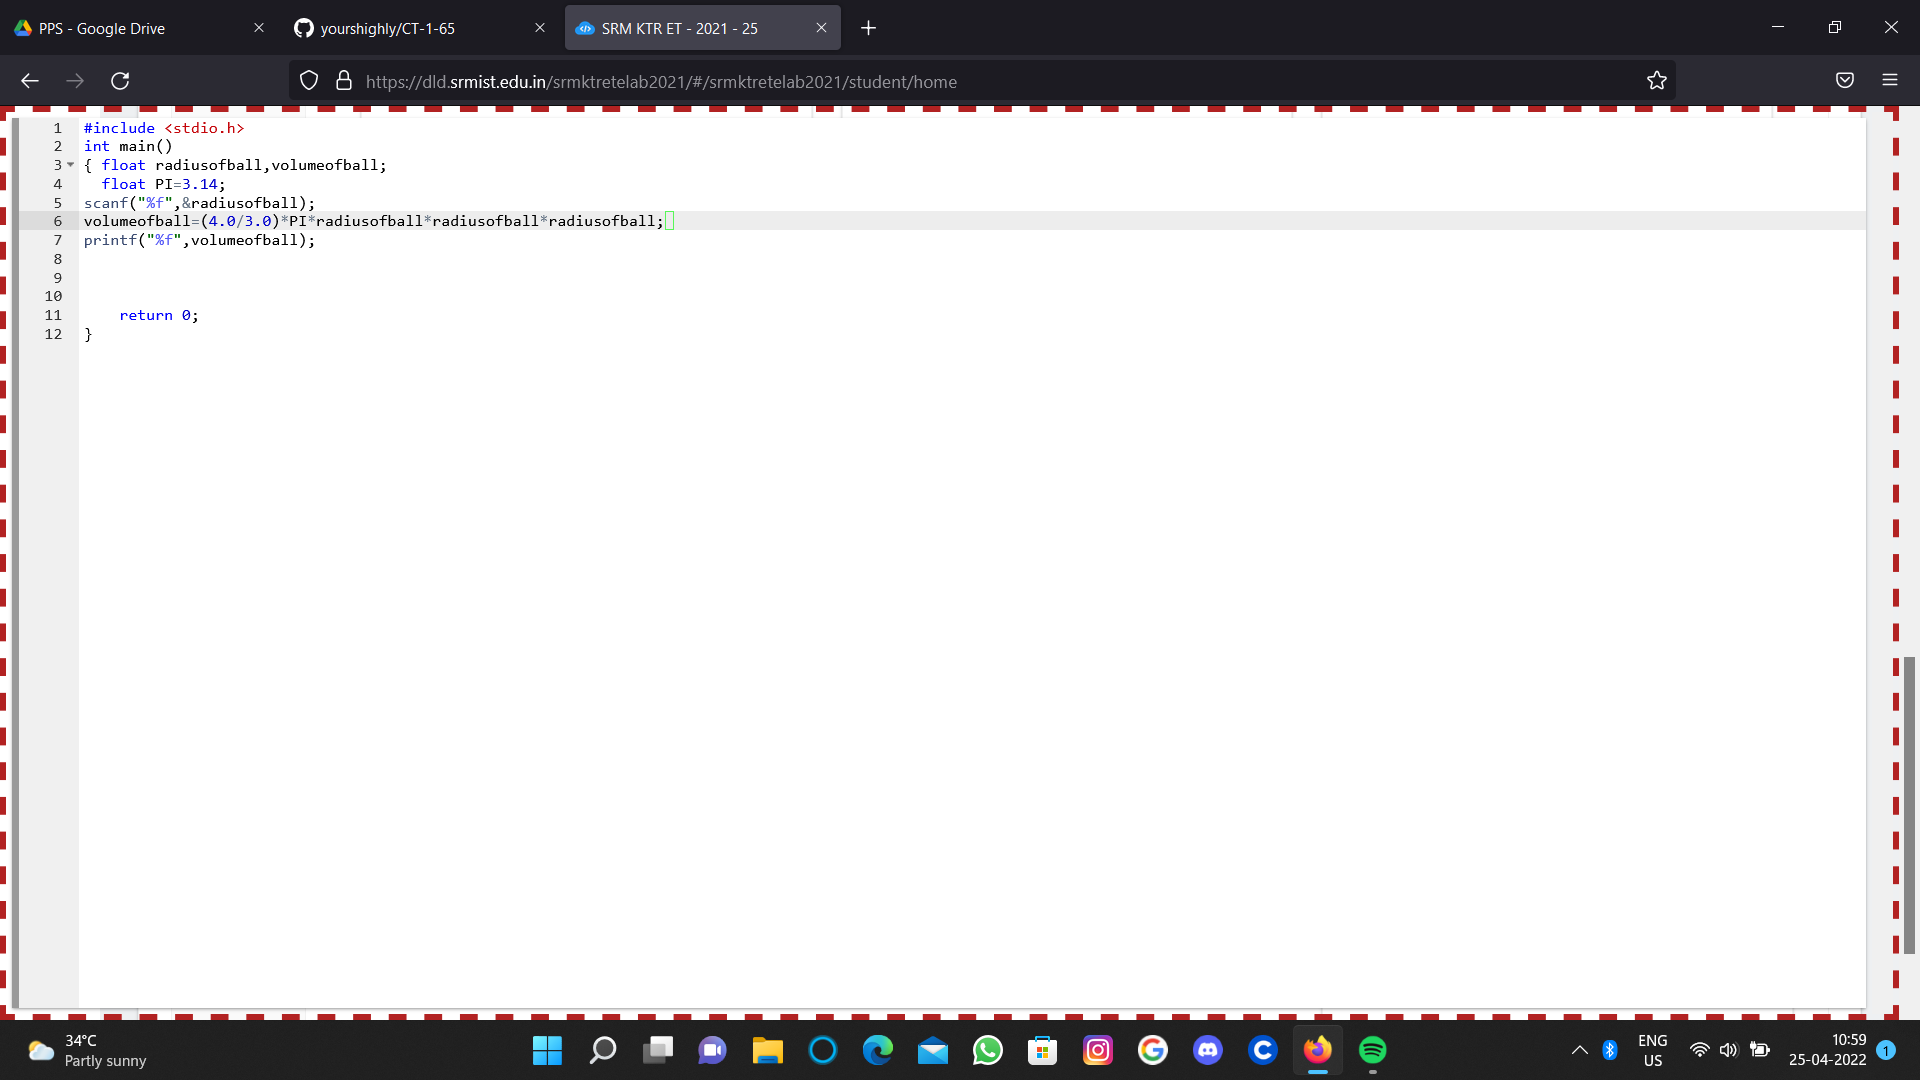 PPS - Google Drive
yourshighly/CT-1-65
SRM KTR ET - 2021 - 25
https://dld.srmist.edu.in/srmktretelab2021/#/srmktretelab2021/student/home
1 #include <stdio.h>
2 int main()
3 { float radiusofball,volumeofball;
4 float PI=3.14;
5 scanf("%f",&radiusofball);
6 volumeofball=(4.0/3.0)*PI*radiusofball*radiusofball*radiusofball;
7 printf("%f",volumeofball);
8
9
10
11 return 0;
12 }
34°C
Partly sunny
ENG
US
10:59
25-04-2022
1